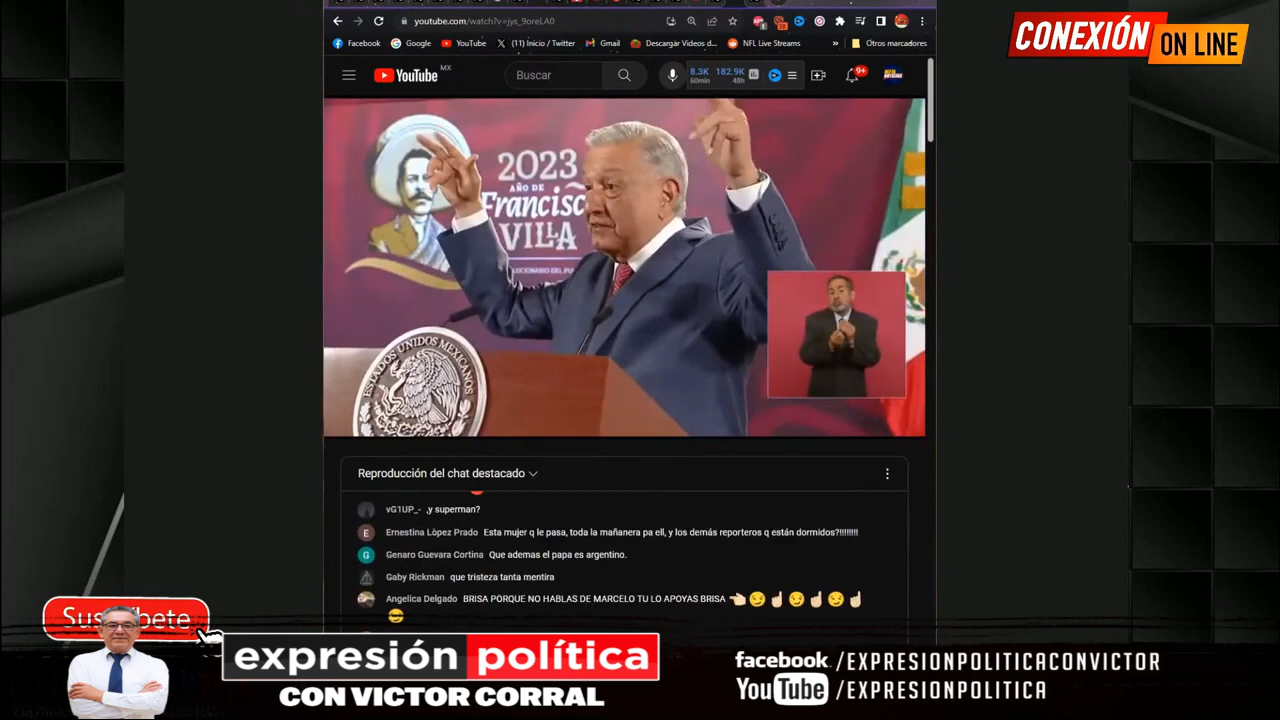 CONEXIÓN ON LINE
youtube.com/watch?v=jys_9oreLA0
Facebook Google YouTube (11) Inicio / Twitter Gmail Descargar Videos d... NFL Live Streams » Otros marcadores
YouTube MX
Buscar
8.3K 182.9K
60min 48h
9+
2023
AÑO DE
Francisc
VILLA
ESTADOS UNIDOS MEXICANOS
Reproducción del chat destacado
vG1UP_- ,y superman?
E Ernestina Lòpez Prado Esta mujer q le pasa, toda la mañanera pa ell, y los demás reporteros q están dormidos?!!!!!!!!
G Genaro Guevara Cortina Que ademas el papa es argentino.
Gaby Rickman que tristeza tanta mentira
Angelica Delgado BRISA PORQUE NO HABLAS DE MARCELO TU LO APOYAS BRISA 👈🏻😏☝🏻😏☝🏻😏☝🏻
😏
expresión política
CON VICTOR CORRAL
facebook /EXPRESIONPOLITICACONVICTOR
YouTube /EXPRESIONPOLITICA